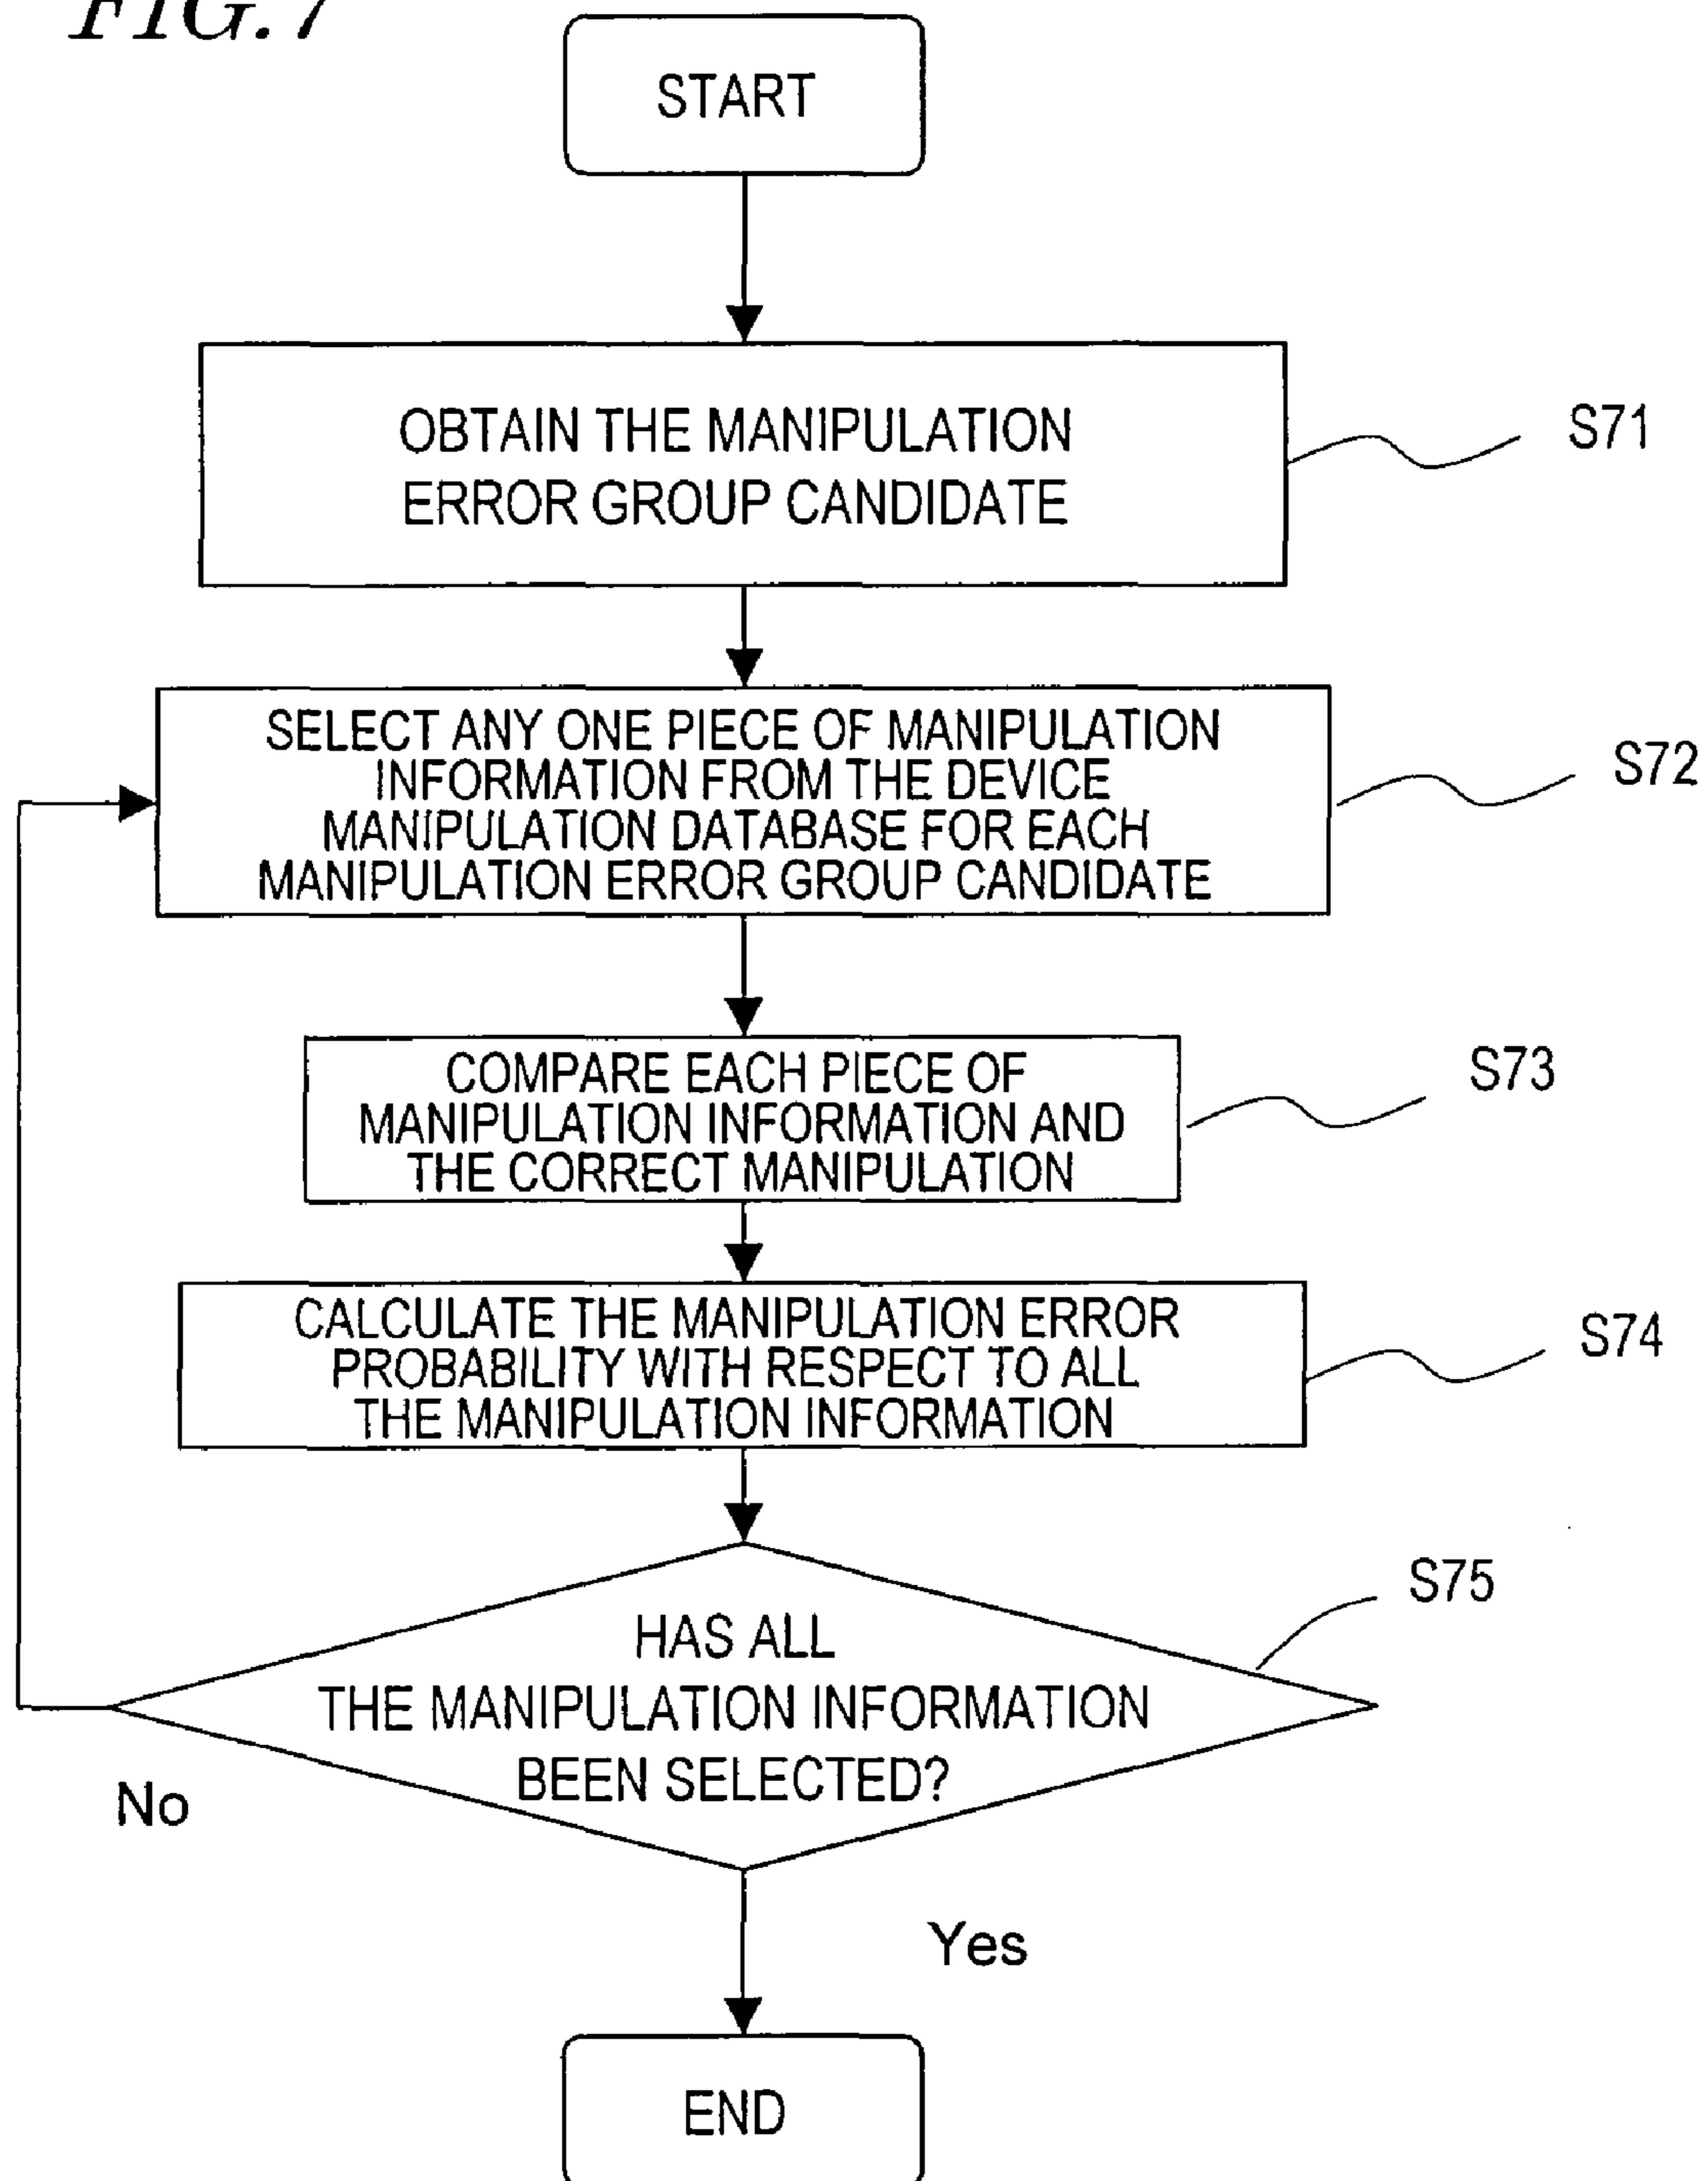 FIG. 7
START
OBTAIN THE MANIPULATION
ERROR GROUP CANDIDATE
S71
SELECT ANY ONE PIECE OF MANIPULATION
INFORMATION FROM THE DEVICE
MANIPULATION DATABASE FOR EACH
MANIPULATION ERROR GROUP CANDIDATE
S72
COMPARE EACH PIECE OF
MANIPULATION INFORMATION AND
THE CORRECT MANIPULATION
S73
CALCULATE THE MANIPULATION ERROR
PROBABILITY WITH RESPECT TO ALL
THE MANIPULATION INFORMATION
S74
HAS ALL
THE MANIPULATION INFORMATION
BEEN SELECTED?
S75
No
Yes
END